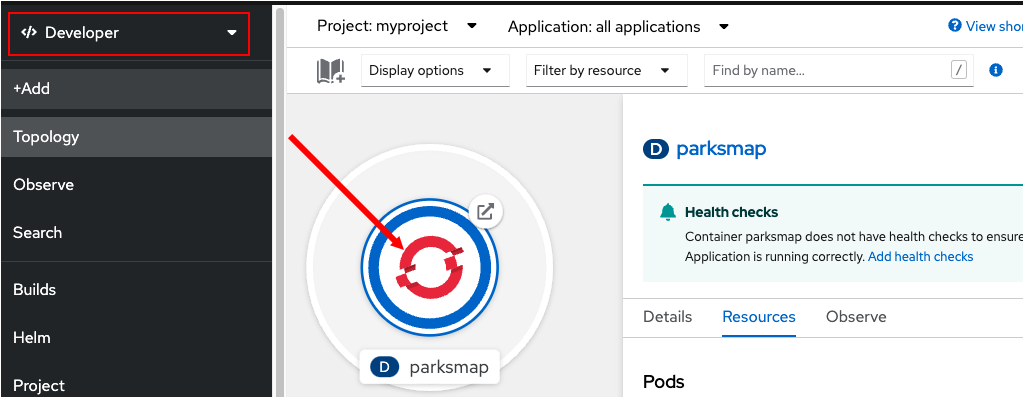 Developer
+Add
Topology
Observe
Search
Builds
Helm
Project
Project: myproject
Application: all applications
View shor
Display options
Filter by resource
Find by name...
/
i
D parksmap
D parksmap
Health checks
Container parksmap does not have health checks to ensure
Application is running correctly. Add health checks
Details
Resources
Observe
Pods